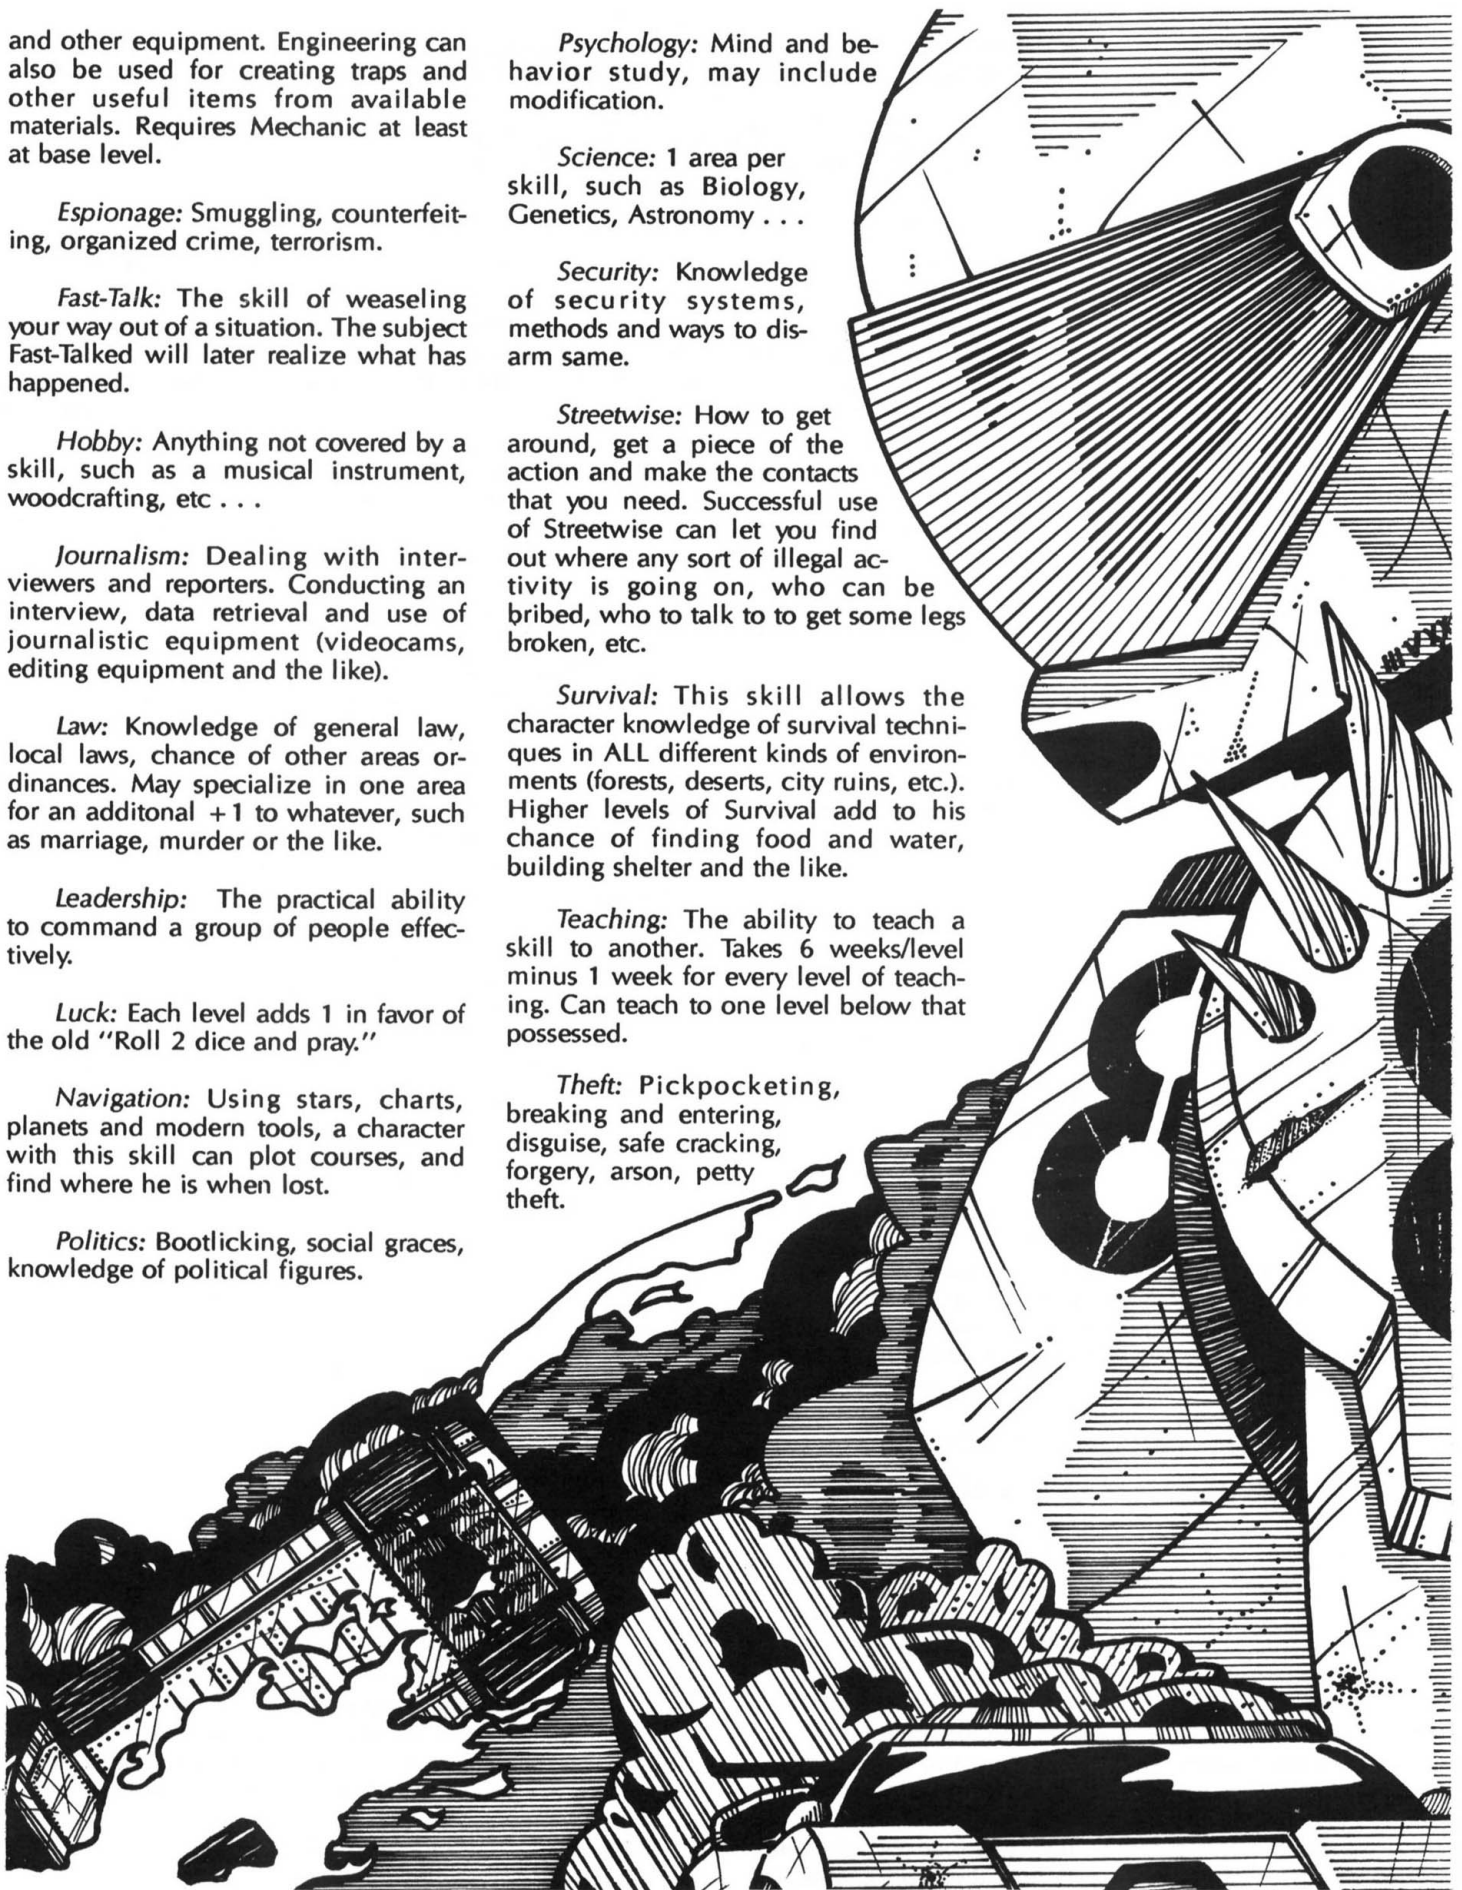 and other equipment. Engineering can
also be used for creating traps and
other useful items from available
materials. Requires Mechanic at least
at base level.
Espionage: Smuggling, counterfeit-
ing, organized crime, terrorism.
Fast-Talk: The skill of weaseling
your way out of a situation. The subject
Fast-Talked will later realize what has
happened.
Hobby: Anything not covered by a
skill, such as a musical instrument,
woodcrafting, etc . . .
Journalism: Dealing with inter-
viewers and reporters. Conducting an
interview, data retrieval and use of
journalistic equipment (videocams,
editing equipment and the like).
Law: Knowledge of general law,
local laws, chance of other areas or-
dinances. May specialize in one area
for an additonal +1 to whatever, such
as marriage, murder or the like.
Leadership: The practical ability
to command a group of people effec-
tively.
Luck: Each level adds 1 in favor of
the old "Roll 2 dice and pray."
Navigation: Using stars, charts,
planets and modern tools, a character
with this skill can plot courses, and
find where he is when lost.
Politics: Bootlicking, social graces,
knowledge of political figures.
Psychology: Mind and be-
havior study, may include
modification.
Science: 1 area per
skill, such as Biology,
Genetics, Astronomy . . .
Security: Knowledge
of security systems,
methods and ways to dis-
arm same.
Streetwise: How to get
around, get a piece of the
action and make the contacts
that you need. Successful use
of Streetwise can let you find
out where any sort of illegal ac-
tivity is going on, who can be
bribed, who to talk to to get some legs
broken, etc.
Survival: This skill allows the
character knowledge of survival techni-
ques in ALL different kinds of environ-
ments (forests, deserts, city ruins, etc.).
Higher levels of Survival add to his
chance of finding food and water,
building shelter and the like.
Teaching: The ability to teach a
skill to another. Takes 6 weeks/level
minus 1 week for every level of teach-
ing. Can teach to one level below that
possessed.
Theft: Pickpocketing,
breaking and entering,
disguise, safe cracking,
forgery, arson, petty
theft.